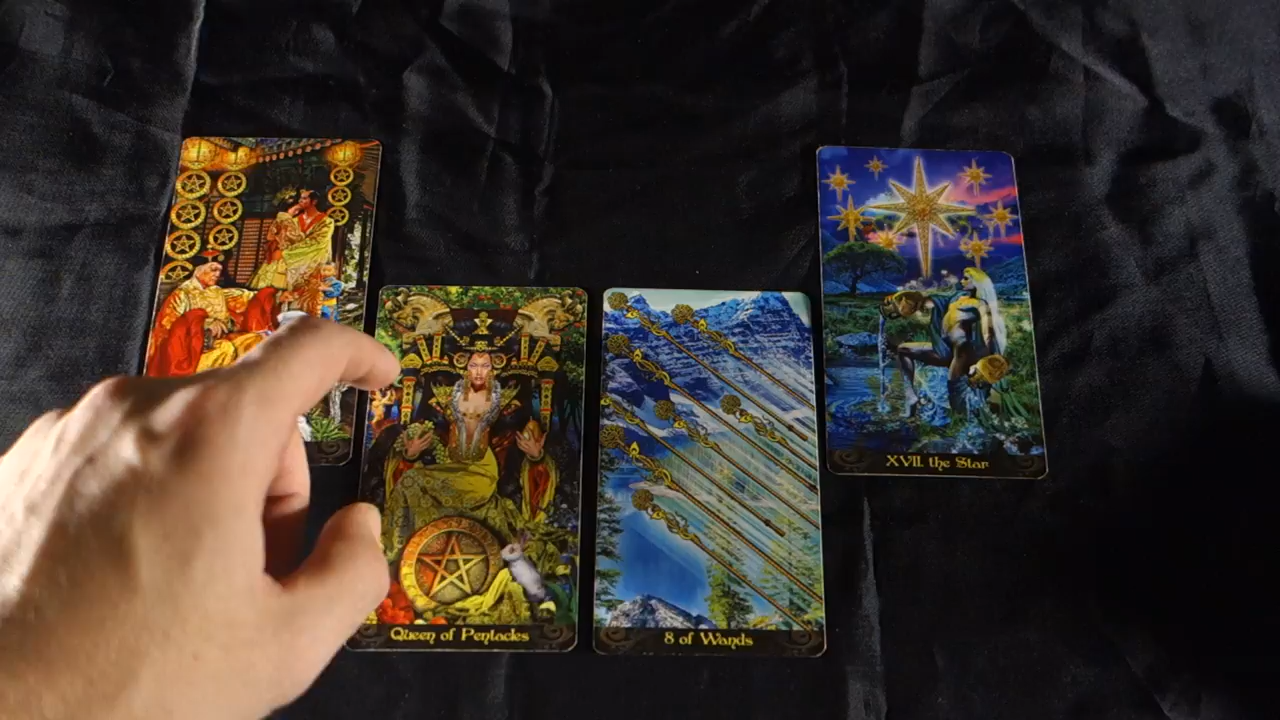 XVII. the Star
Queen of Pentacles
8 of Wands